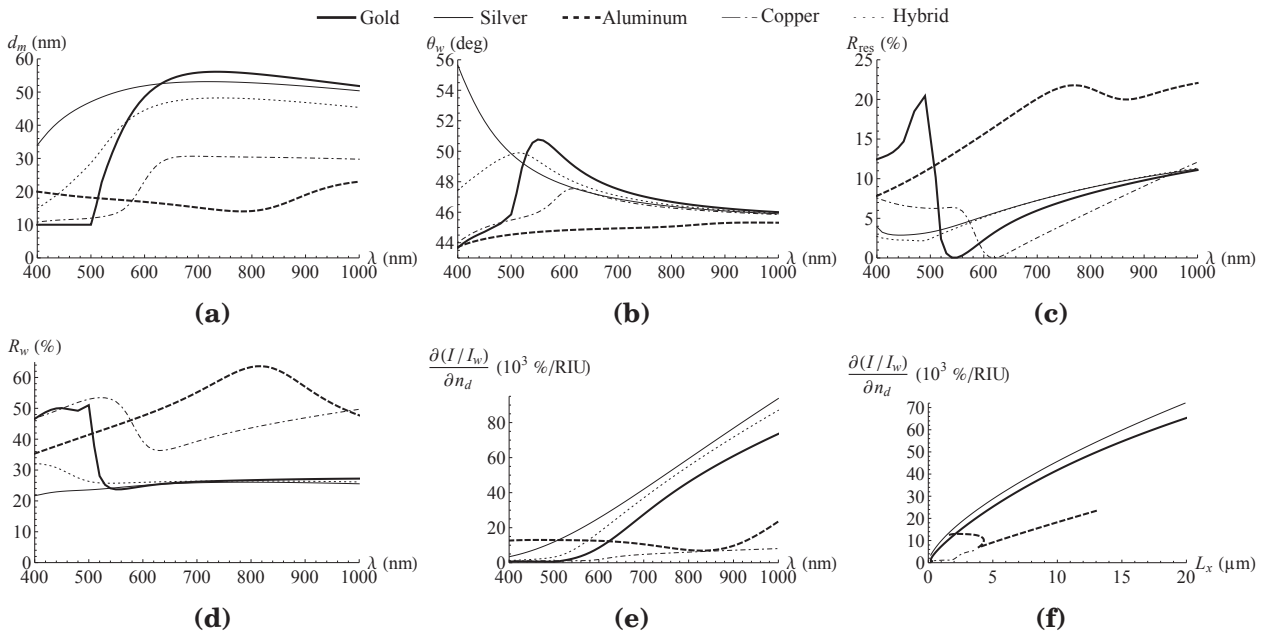 Gold Silver Aluminum Copper Hybrid
d_m (nm)
60
50
40
30
20
10
0
400 500 600 700 800 900 1000 λ (nm)
(a)
θ_w (deg)
56
54
52
50
48
46
44
400 500 600 700 800 900 1000 λ (nm)
(b)
R_res (%)
25
20
15
10
5
0
400 500 600 700 800 900 1000 λ (nm)
(c)
R_w (%)
60
50
40
30
20
10
0
400 500 600 700 800 900 1000 λ (nm)
(d)
∂(I/I_w)
∂n_d
(10³ %/RIU)
80
60
40
20
0
400 500 600 700 800 900 1000 λ (nm)
(e)
∂(I/I_w)
∂n_d
(10³ %/RIU)
70
60
50
40
30
20
10
0
0 5 10 15 20 L_x (µm)
(f)